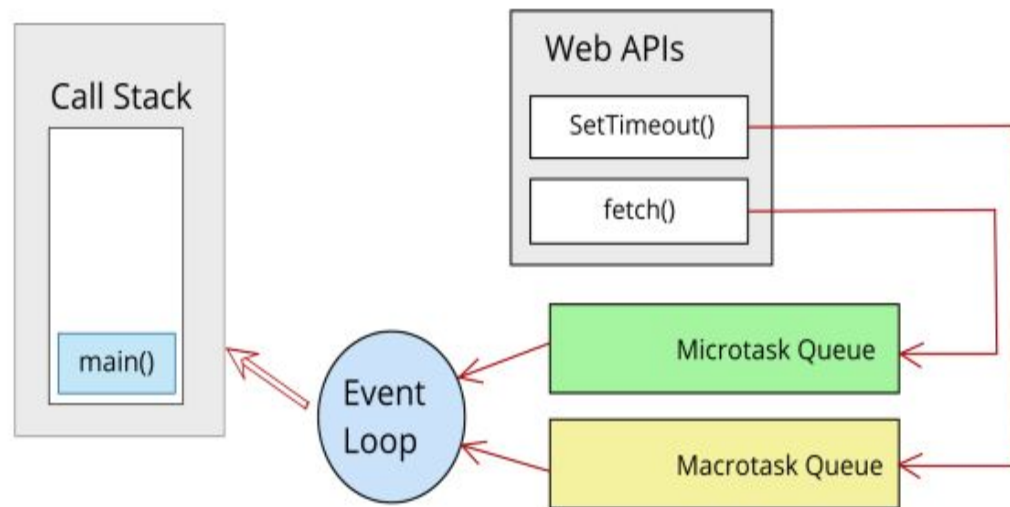 Call Stack
main()
Web APIs
SetTimeout()
fetch()
Event
Loop
Microtask Queue
Macrotask Queue